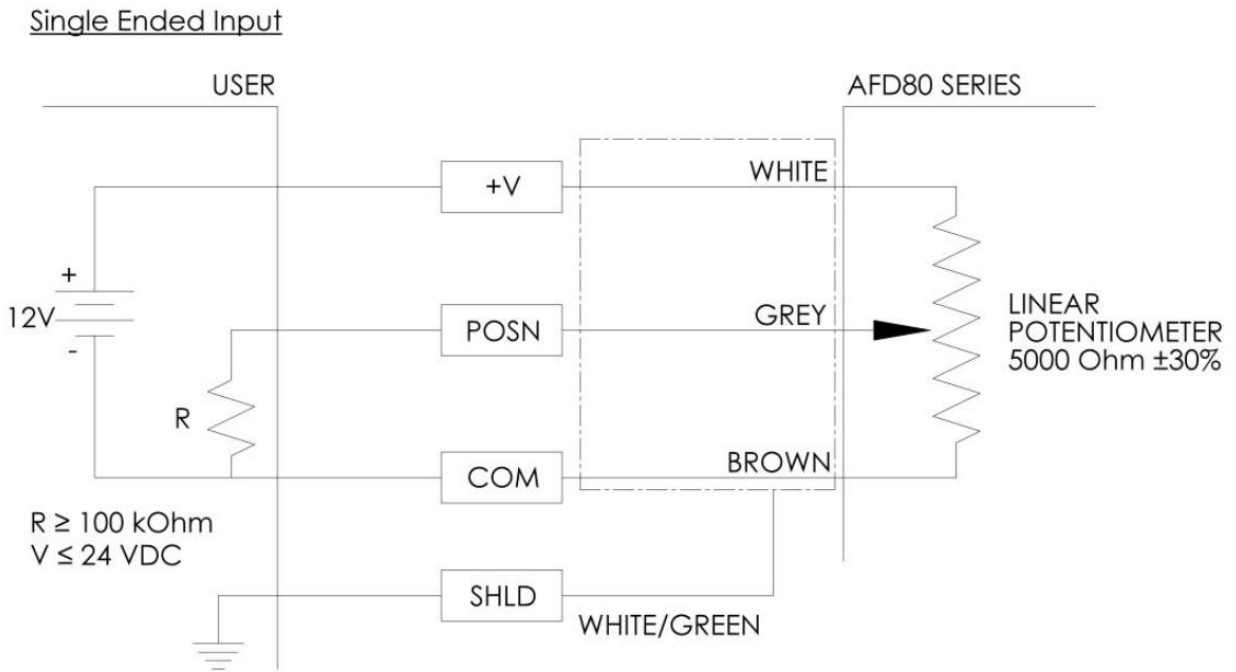 Single Ended Input
USER
AFD80 SERIES
+V
WHITE
+
12V
-
POSN
GREY
LINEAR
POTENTIOMETER
5000 Ohm ±30%
R
COM
BROWN
R ≥ 100 kOhm
V ≤ 24 VDC
SHLD
WHITE/GREEN